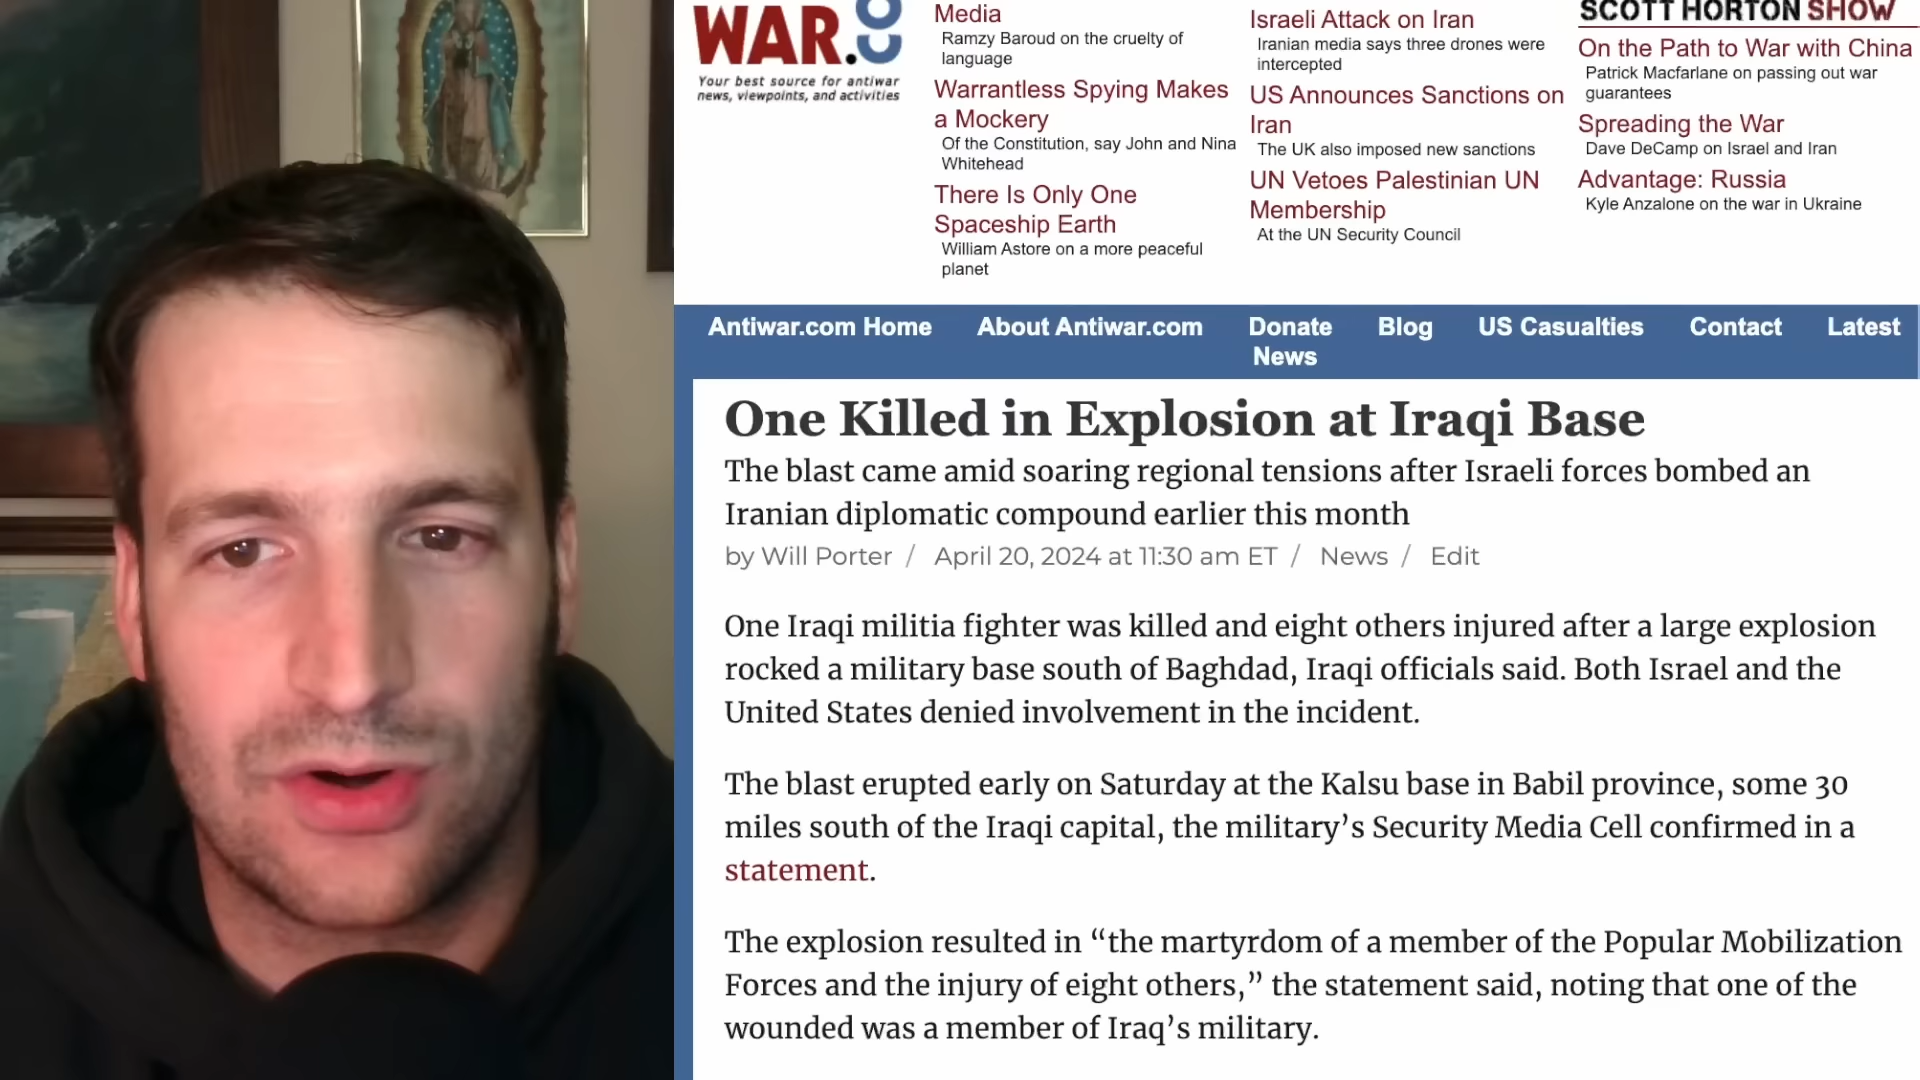 WAR.CO
Your best source for antiwar
news, viewpoints, and activities
Media
Ramzy Baroud on the cruelty of
language
Warrantless Spying Makes
a Mockery
Of the Constitution, say John and Nina
Whitehead
There Is Only One
Spaceship Earth
William Astore on a more peaceful
planet
Israeli Attack on Iran
Iranian media says three drones were
intercepted
US Announces Sanctions on
Iran
The UK also imposed new sanctions
UN Vetoes Palestinian UN
Membership
At the UN Security Council
SCOTT HORTON SHOW
On the Path to War with China
Patrick Macfarlane on passing out war
guarantees
Spreading the War
Dave DeCamp on Israel and Iran
Advantage: Russia
Kyle Anzalone on the war in Ukraine
Antiwar.com Home About Antiwar.com Donate Blog US Casualties Contact Latest
News
One Killed in Explosion at Iraqi Base
The blast came amid soaring regional tensions after Israeli forces bombed an
Iranian diplomatic compound earlier this month
by Will Porter / April 20, 2024 at 11:30 am ET / News / Edit
One Iraqi militia fighter was killed and eight others injured after a large explosion
rocked a military base south of Baghdad, Iraqi officials said. Both Israel and the
United States denied involvement in the incident.
The blast erupted early on Saturday at the Kalsu base in Babil province, some 30
miles south of the Iraqi capital, the military’s Security Media Cell confirmed in a
statement.
The explosion resulted in “the martyrdom of a member of the Popular Mobilization
Forces and the injury of eight others,” the statement said, noting that one of the
wounded was a member of Iraq’s military.